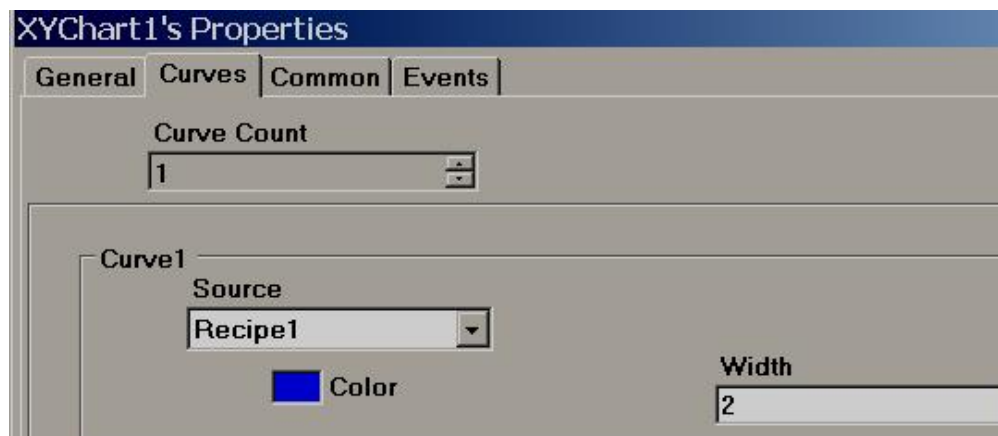 XYChart1's Properties
General Curves Common Events
Curve Count
1
Curve1
Source
Recipe1
Color
Width
2